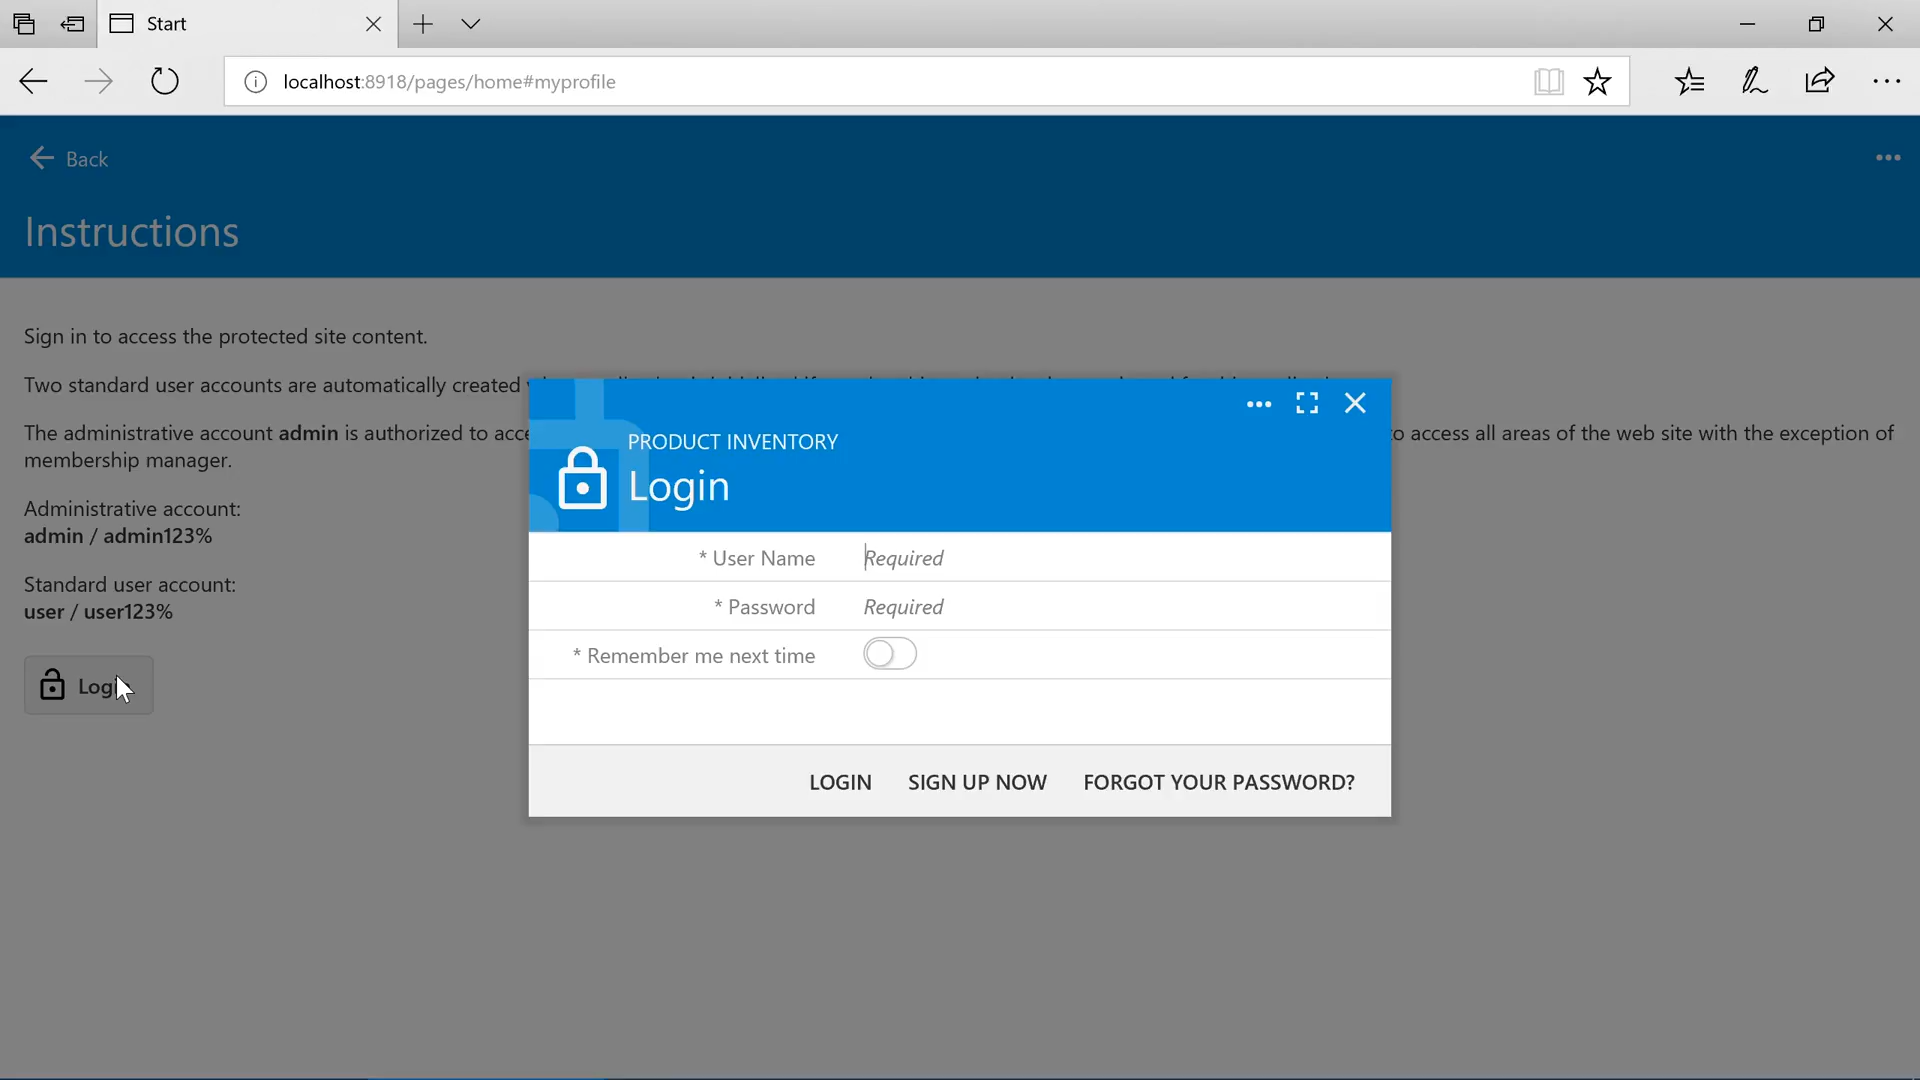 Start
localhost:8918/pages/home#myprofile
Back
Instructions
Sign in to access the protected site content.
Two standard user accounts are automatically created
The administrative account admin is authorized to to access all areas of the web site with the exception of
membership manager.
Administrative account:
admin / admin123%
Standard user account:
user / user123%
Login
PRODUCT INVENTORY
Login
* User Name Required
* Password Required
* Remember me next time
LOGIN SIGN UP NOW FORGOT YOUR PASSWORD?